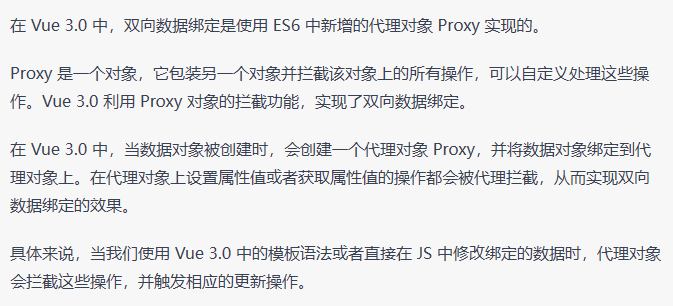 在 Vue 3.0 中，双向数据绑定是使用 ES6 中新增的代理对象 Proxy 实现的。
Proxy 是一个对象，它包装另一个对象并拦截该对象上的所有操作，可以自定义处理这些操
作。Vue 3.0 利用 Proxy 对象的拦截功能，实现了双向数据绑定。
在 Vue 3.0 中，当数据对象被创建时，会创建一个代理对象 Proxy，并将数据对象绑定到代
理对象上。在代理对象上设置属性值或者获取属性值的操作都会被代理拦截，从而实现双向
数据绑定的效果。
具体来说，当我们使用 Vue 3.0 中的模板语法或者直接在 JS 中修改绑定的数据时，代理对象
会拦截这些操作，并触发相应的更新操作。